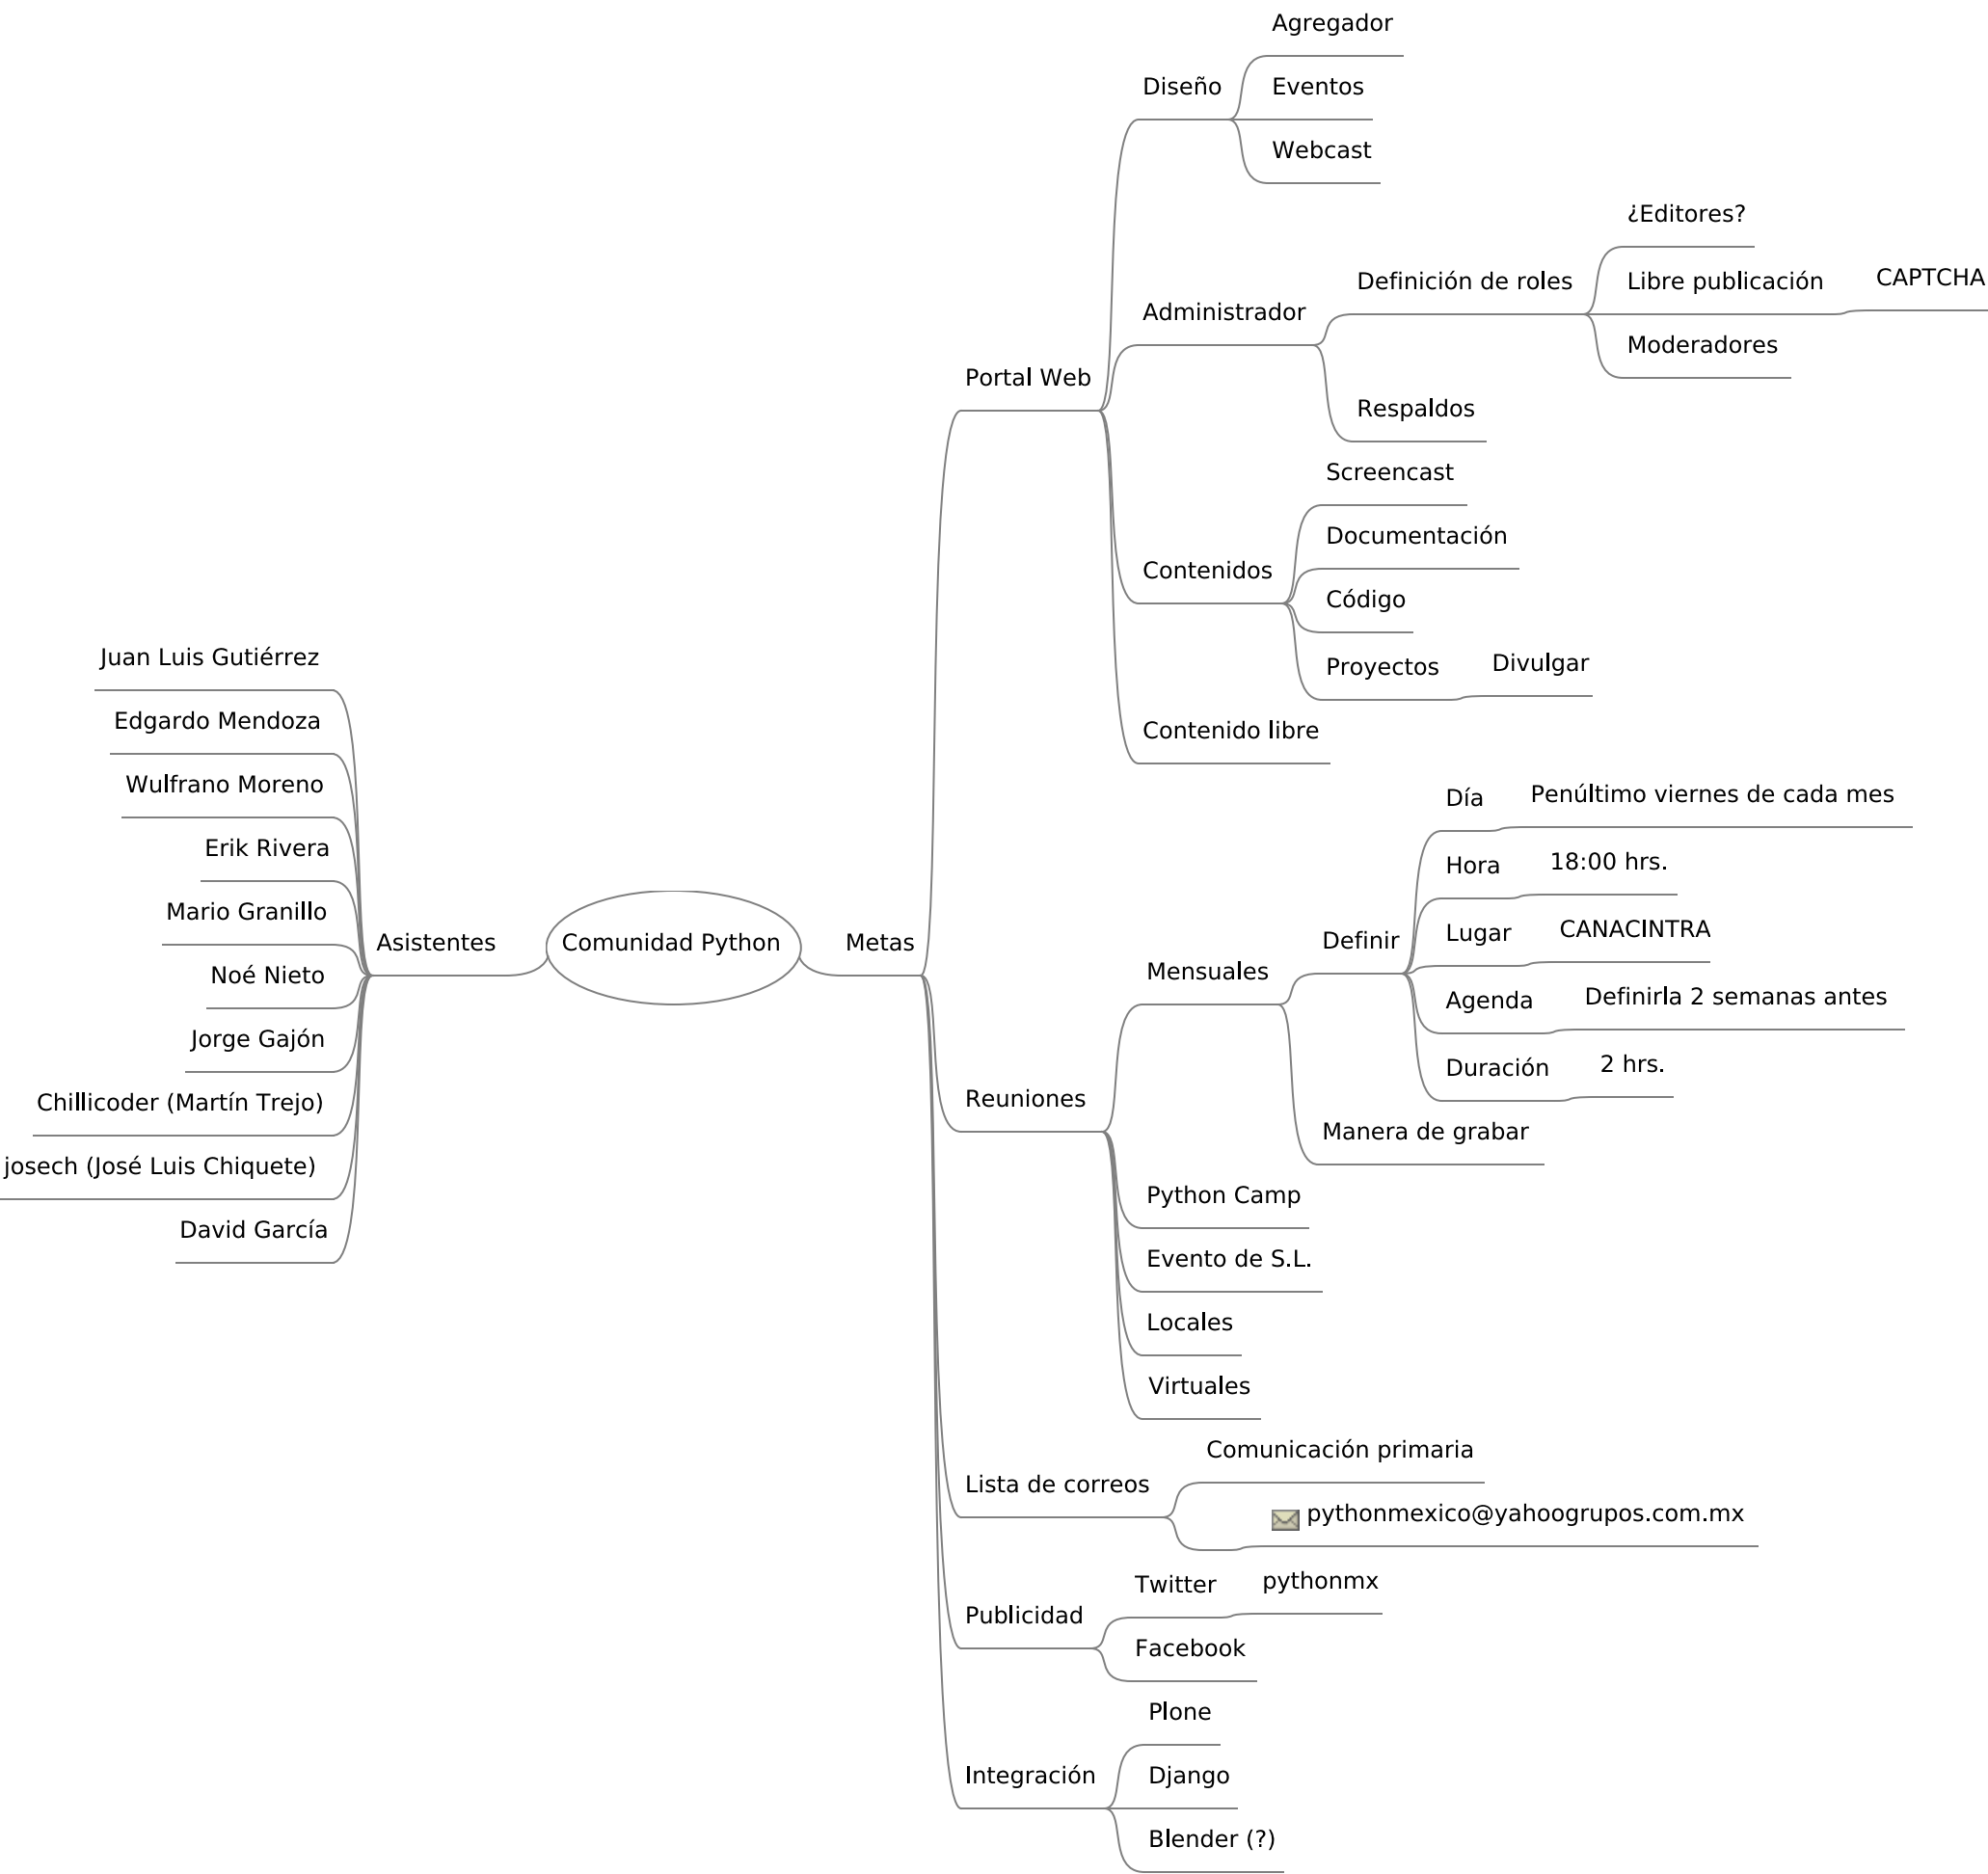 Comunidad Python
Asistentes
Juan Luis Gutiérrez
Edgardo Mendoza
Wulfrano Moreno
Erik Rivera
Mario Granillo
Noé Nieto
Jorge Gajón
Chillicoder (Martín Trejo)
josech (José Luis Chiquete)
David García
Metas
Portal Web
Diseño
Agregador
Eventos
Webcast
Administrador
Definición de roles
¿Editores?
Libre publicación
CAPTCHA
Moderadores
Respaldos
Contenidos
Screencast
Documentación
Código
Proyectos
Divulgar
Contenido libre
Reuniones
Mensuales
Definir
Día
Penúltimo viernes de cada mes
Hora
18:00 hrs.
Lugar
CANACINTRA
Agenda
Definirla 2 semanas antes
Duración
2 hrs.
Manera de grabar
Python Camp
Evento de S.L.
Locales
Virtuales
Lista de correos
Comunicación primaria
pythonmexico@yahoogrupos.com.mx
Publicidad
Twitter
pythonmx
Facebook
Integración
Plone
Django
Blender (?)